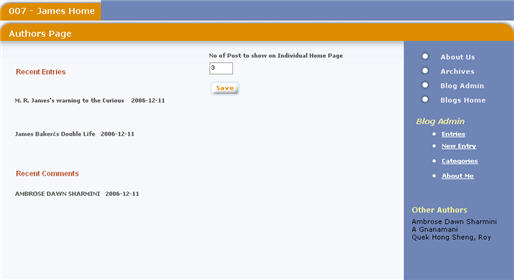 007 - James Home
Authors Page
No of Post to show on Individual Home Page
3
Save
Recent Entries
M. R. James's warning to the Curious 2006-12-11
James Baker's Double Life 2006-12-11
Recent Comments
AMBROSE DAWN SHARMINI 2006-12-11
About Us
Archives
Blog Admin
Blogs Home
Blog Admin
Entries
New Entry
Categories
About Me
Other Authors
Ambrose Dawn Sharmini
A Gnanamani
Quek Hong Sheng, Roy